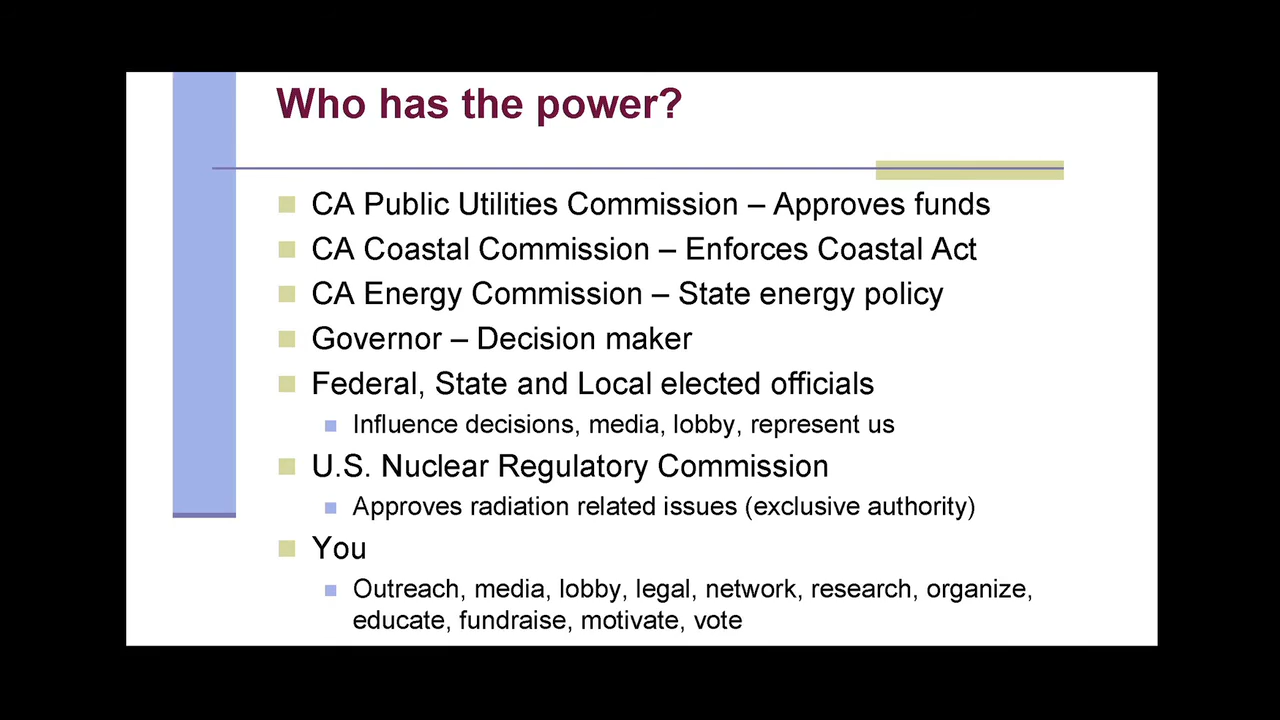 Who has the power?
CA Public Utilities Commission – Approves funds
CA Coastal Commission – Enforces Coastal Act
CA Energy Commission – State energy policy
Governor – Decision maker
Federal, State and Local elected officials
Influence decisions, media, lobby, represent us
U.S. Nuclear Regulatory Commission
Approves radiation related issues (exclusive authority)
You
Outreach, media, lobby, legal, network, research, organize,
educate, fundraise, motivate, vote